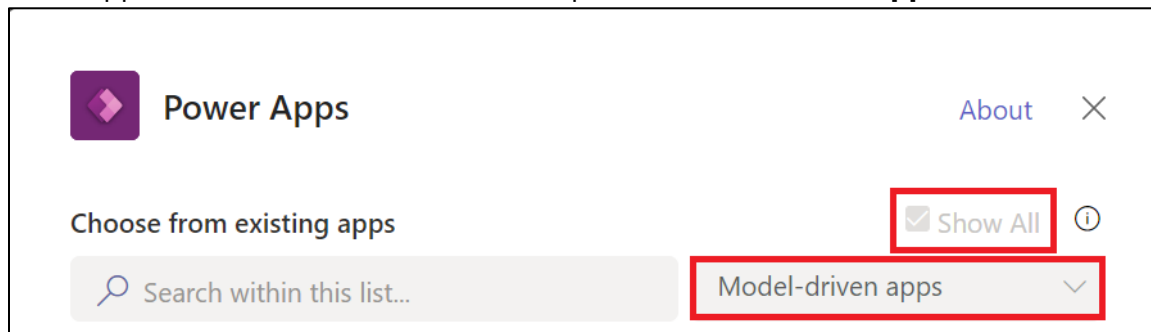 Power Apps
About
Choose from existing apps
Show All
Search within this list...
Model-driven apps